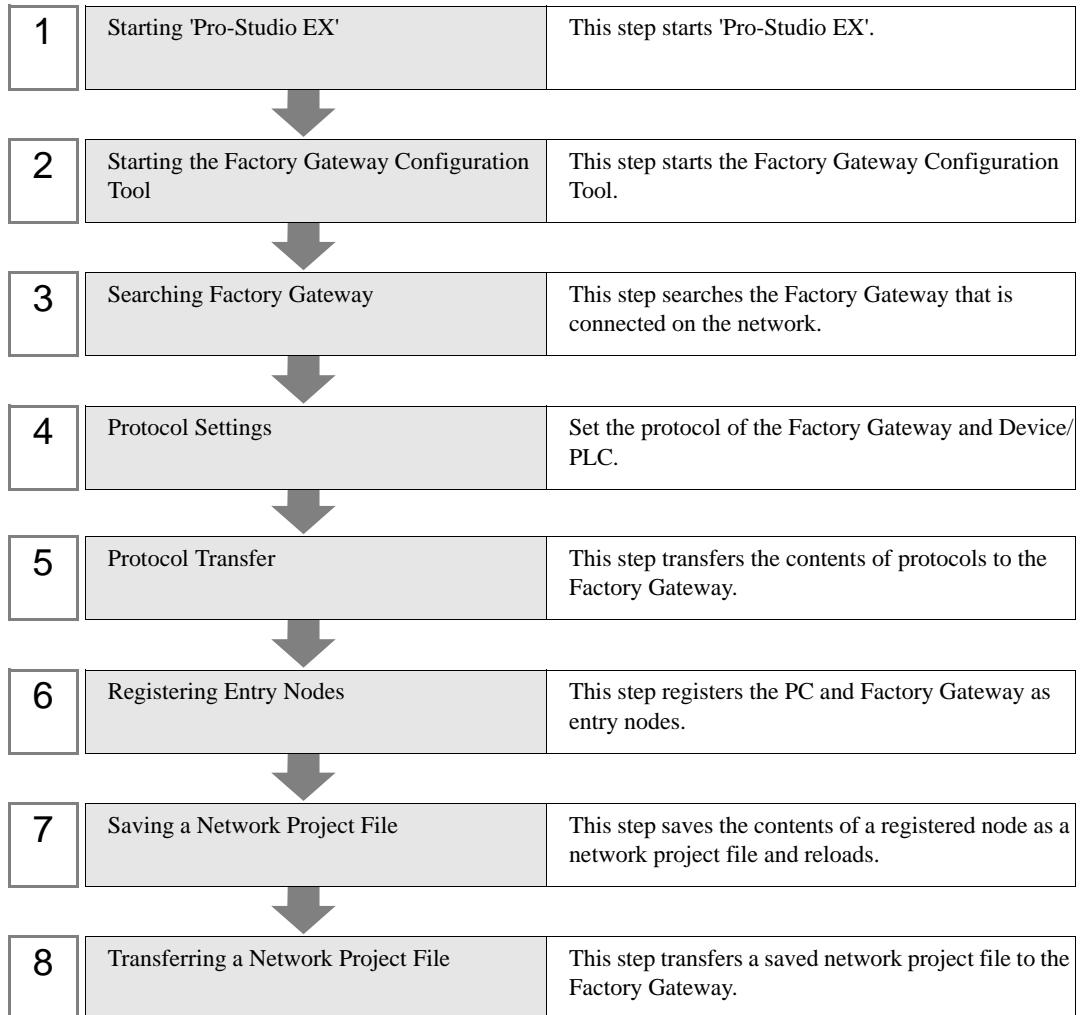 1
Starting 'Pro-Studio EX'
This step starts 'Pro-Studio EX'.
2
Starting the Factory Gateway Configuration
Tool
This step starts the Factory Gateway Configuration
Tool.
3
Searching Factory Gateway
This step searches the Factory Gateway that is
connected on the network.
4
Protocol Settings
Set the protocol of the Factory Gateway and Device/
PLC.
5
Protocol Transfer
This step transfers the contents of protocols to the
Factory Gateway.
6
Registering Entry Nodes
This step registers the PC and Factory Gateway as
entry nodes.
7
Saving a Network Project File
This step saves the contents of a registered node as a
network project file and reloads.
8
Transferring a Network Project File
This step transfers a saved network project file to the
Factory Gateway.